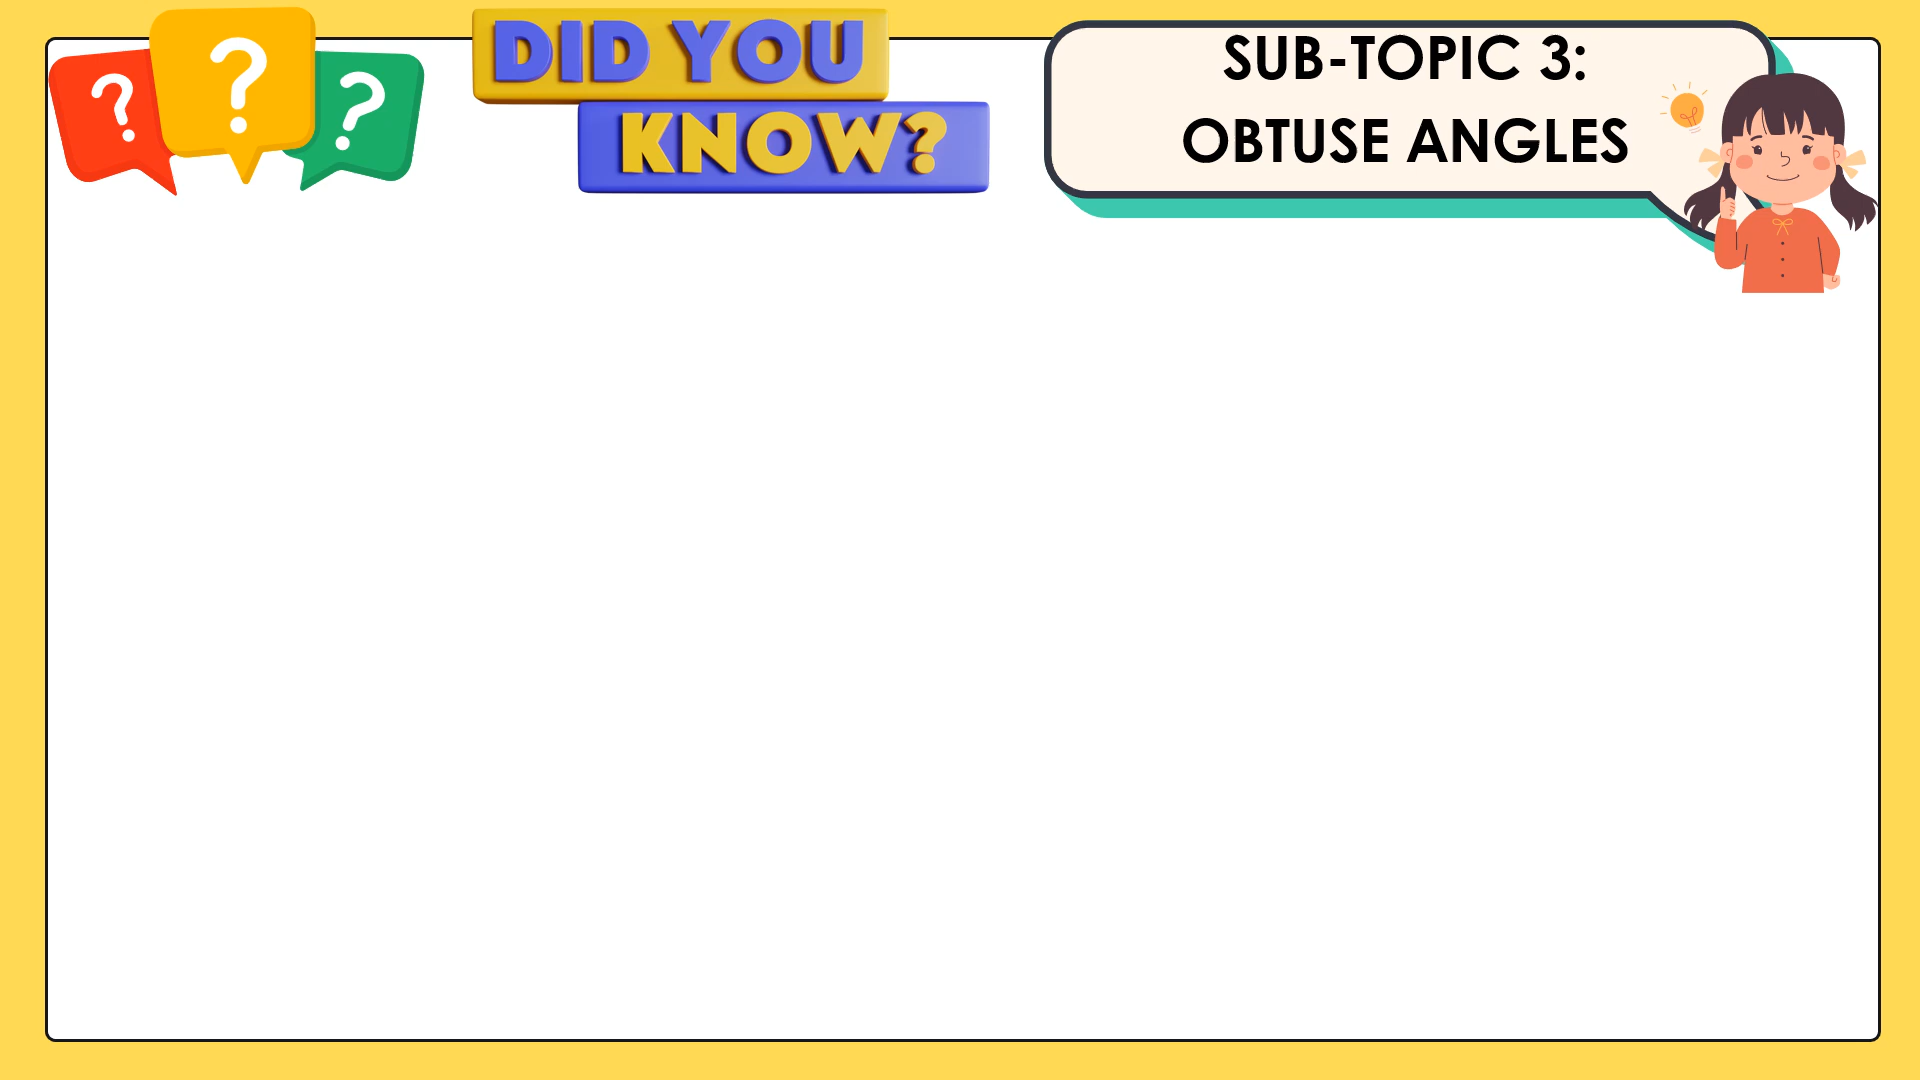 ?
?
?
DID YOU
KNOW?
SUB-TOPIC 3:
OBTUSE ANGLES